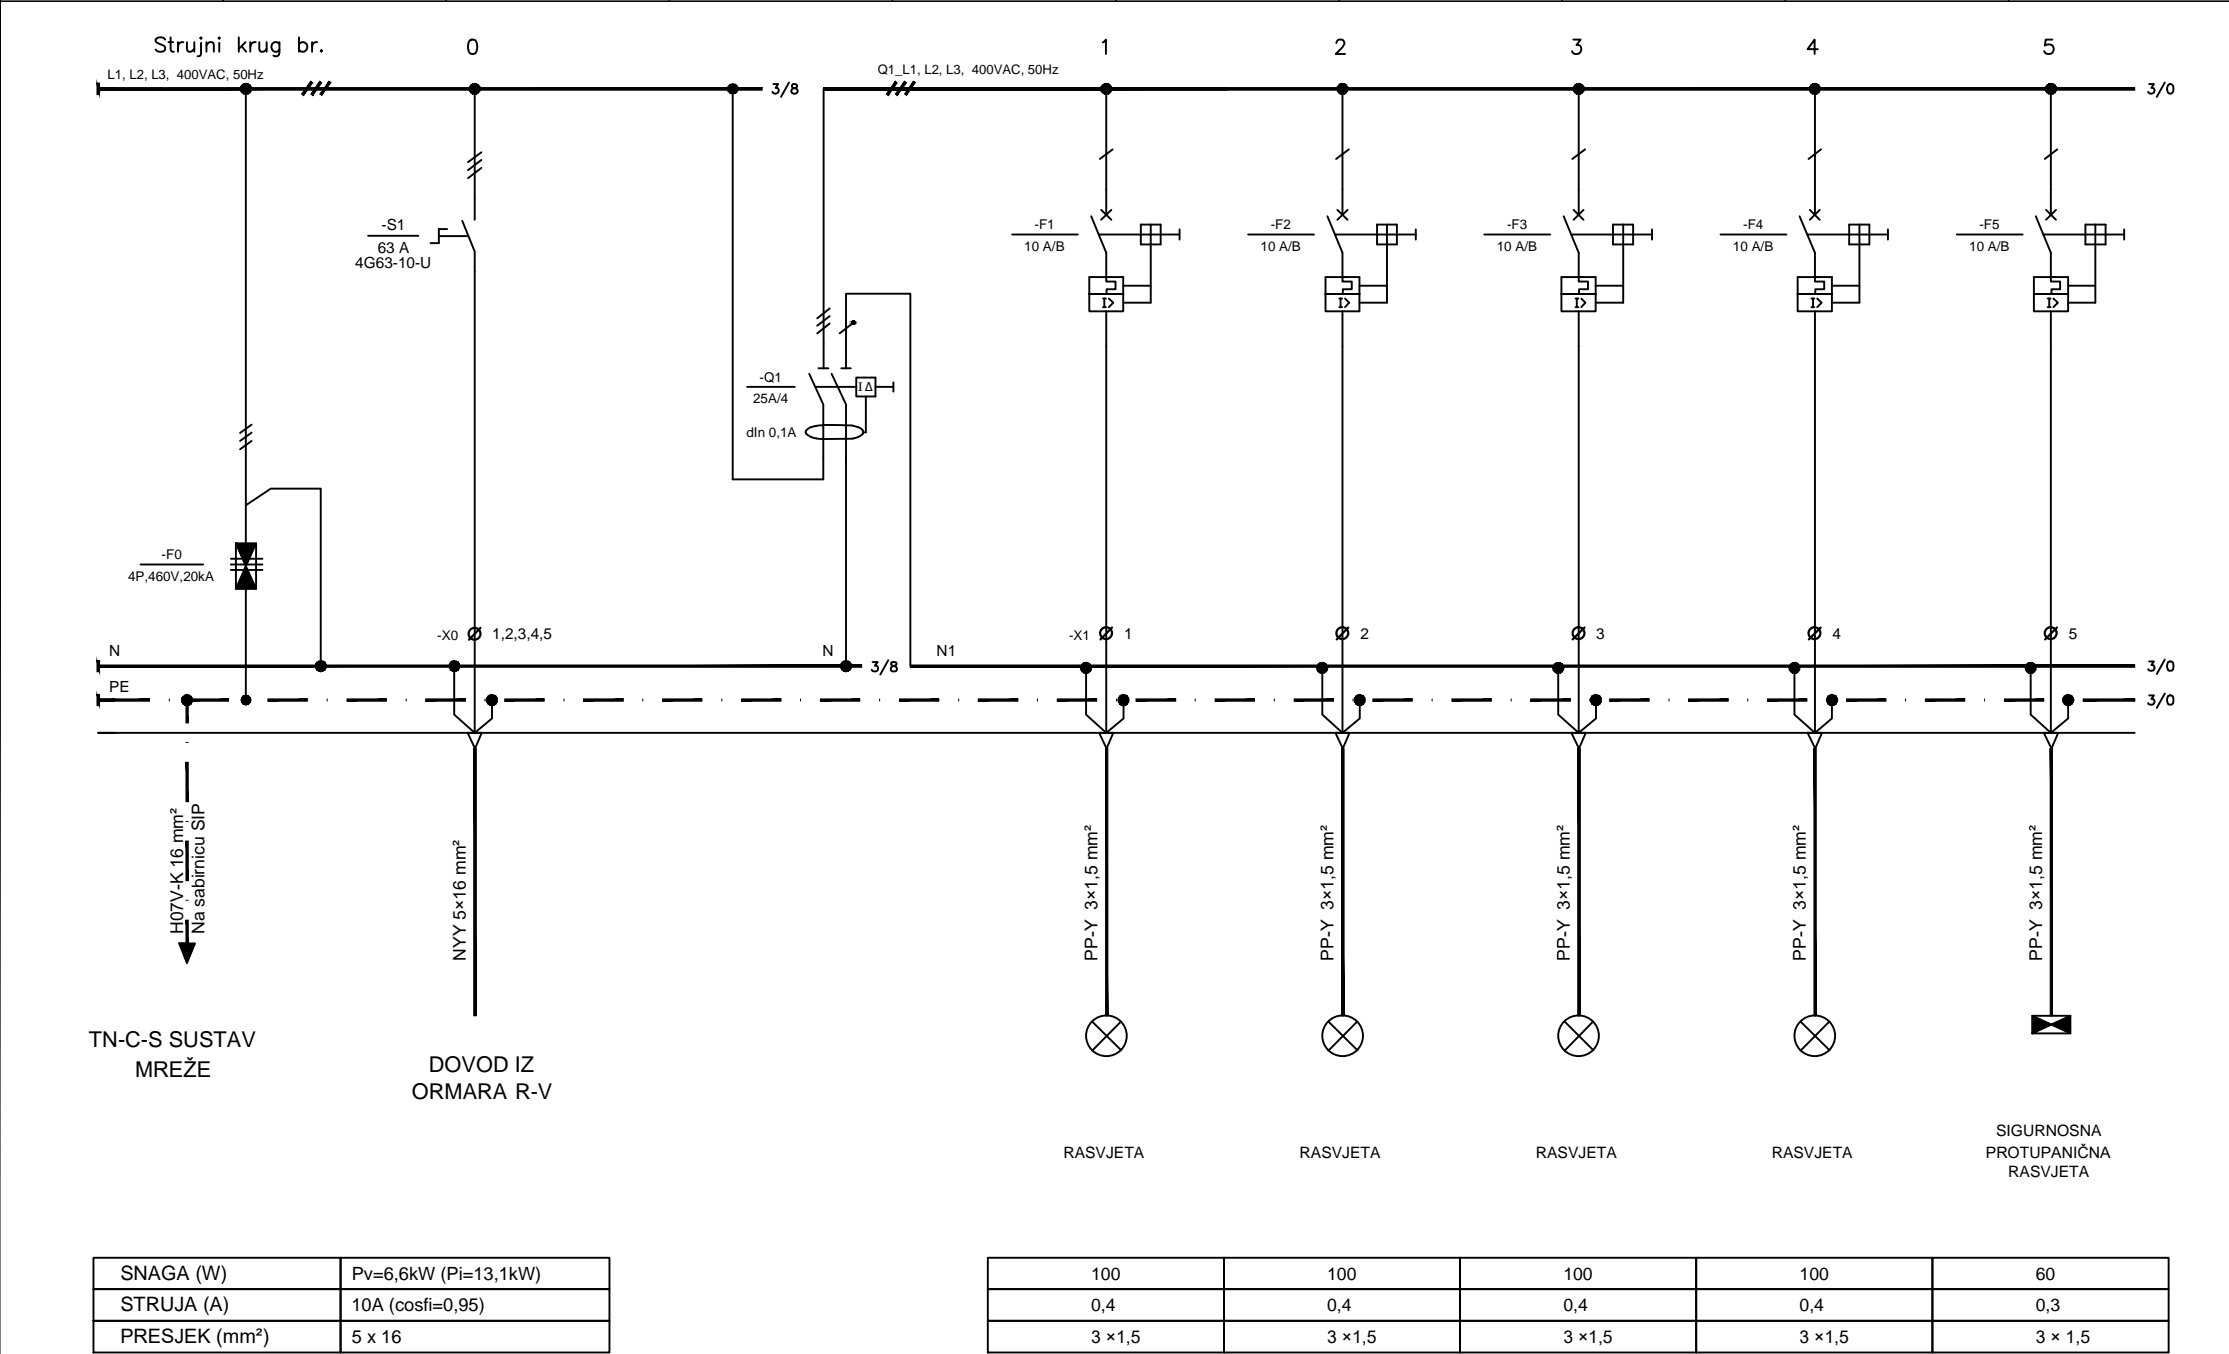 Strujni krug br. 0 1 2 3 4 5
L1, L2, L3, 400VAC, 50Hz
3/8
Q1_L1, L2, L3, 400VAC, 50Hz
3/0
-S1
63 A
4G63-10-U
-F1
10 A/B
I>
-F2
10 A/B
I>
-F3
10 A/B
I>
-F4
10 A/B
I>
-F5
10 A/B
I>
-Q1
25A/4
I Δ
dIn 0,1A
-F0
4P,460V,20kA
-X0 1,2,3,4,5
-X1 1 2 3 4 5
N N 3/8 N1 3/0
PE 3/0
H07V-K 16 mm²
Na sabirnicu SIP
NYY 5×16 mm²
PP-Y 3×1,5 mm²
PP-Y 3×1,5 mm²
PP-Y 3×1,5 mm²
PP-Y 3×1,5 mm²
PP-Y 3×1,5 mm²
TN-C-S SUSTAV
MREŽE
DOVOD IZ
ORMARA R-V
RASVJETA
RASVJETA
RASVJETA
RASVJETA
SIGURNOSNA
PROTUPANIČNA
RASVJETA
SNAGA (W) Pv=6,6kW (Pi=13,1kW) 100 100 100 100 60
STRUJA (A) 10A (cosfi=0,95) 0,4 0,4 0,4 0,4 0,3
PRESJEK (mm²) 5 x 16 3 ×1,5 3 ×1,5 3 ×1,5 3 ×1,5 3 × 1,5